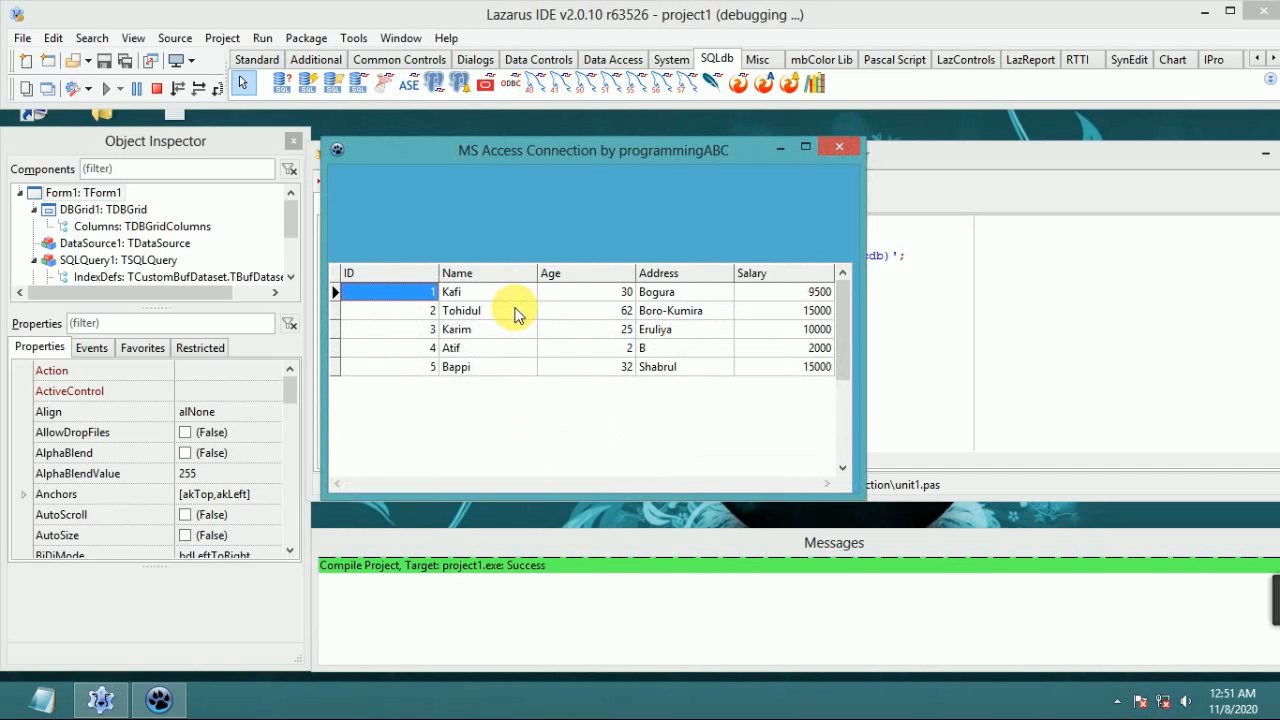 Lazarus IDE v2.0.10 r63526 - project1 (debugging ...)
File Edit Search View Source Project Run Package Tools Window Help
Standard Additional Common Controls Dialogs Data Controls Data Access System SQLdb Misc mbColor Lib Pascal Script LazControls LazReport RTTI SynEdit Chart IPro
ASE ODBC
Object Inspector
Components (filter)
Form1: TForm1
DBGrid1: TDBGrid
Columns: TDBGridColumns
DataSource1: TDataSource
SQLQuery1: TSQLQuery
IndexDefs: TCustomBufDataset.TBufDatase
Properties (filter)
Properties Events Favorites Restricted
Action
ActiveControl
Align alNone
AllowDropFiles (False)
AlphaBlend (False)
AlphaBlendValue 255
Anchors [akTop,akLeft]
AutoScroll (False)
AutoSize (False)
BiDiMode bdLeftToRight
MS Access Connection by programmingABC
ID Name Age Address Salary
1 Kafi 30 Bogura 9500
2 Tohidul 62 Boro-Kumira 15000
3 Karim 25 Eruliya 10000
4 Atif 2 B 2000
5 Bappi 32 Shabrul 15000
db)';
ction\unit1.pas
Messages
Compile Project, Target: project1.exe: Success
12:51 AM
11/8/2020